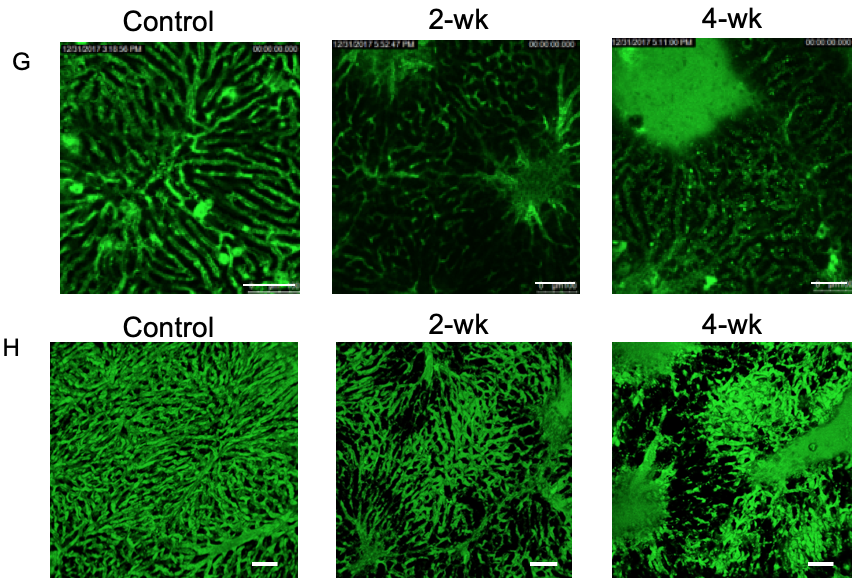 Control 2-wk 4-wk
G
12/31/2017 3:18:56 PM 00:00:00.000
12/31/2017 5:52:47 PM 00:00:00.000
12/31/2017 5:11:00 PM 00:00:00.000
Control 2-wk 4-wk
H